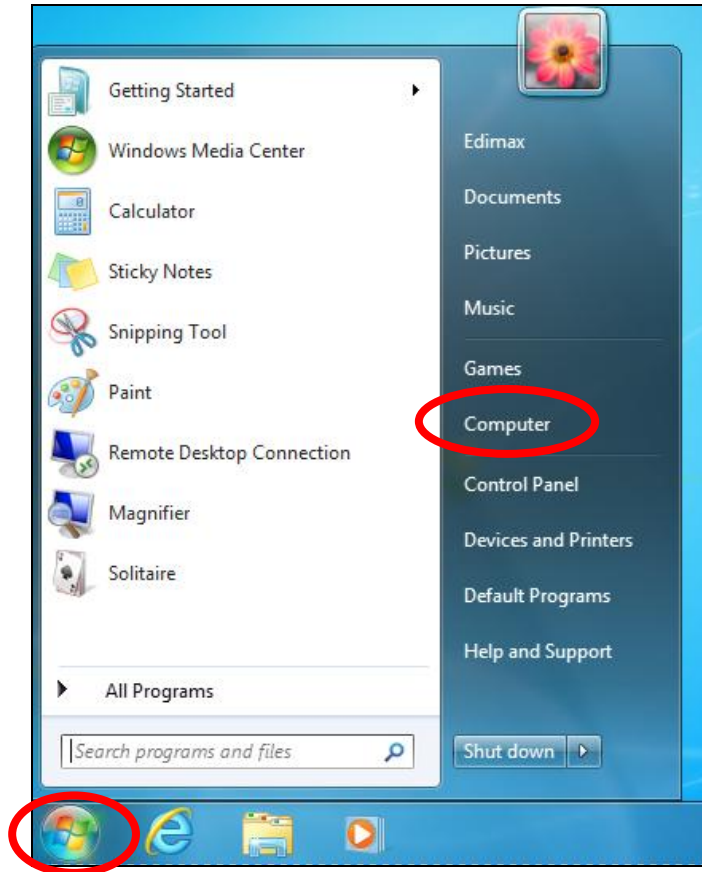 Getting Started
Windows Media Center
Calculator
Sticky Notes
Snipping Tool
Paint
Remote Desktop Connection
Magnifier
Solitaire
All Programs
Search programs and files
Edimax
Documents
Pictures
Music
Games
Computer
Control Panel
Devices and Printers
Default Programs
Help and Support
Shut down